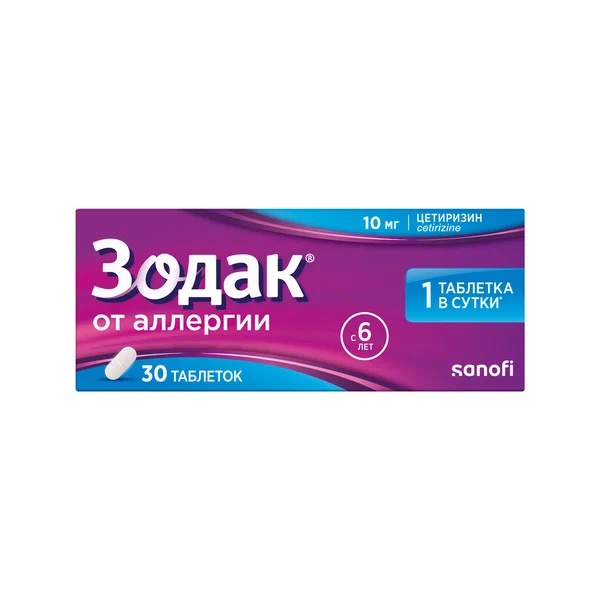 10 мг
ЦЕТИРИЗИН
cetirizine
Зодак®
от аллергии
1 ТАБЛЕТКА
В СУТКИ*
с 6
ЛЕТ
30 ТАБЛЕТОК
sanofi